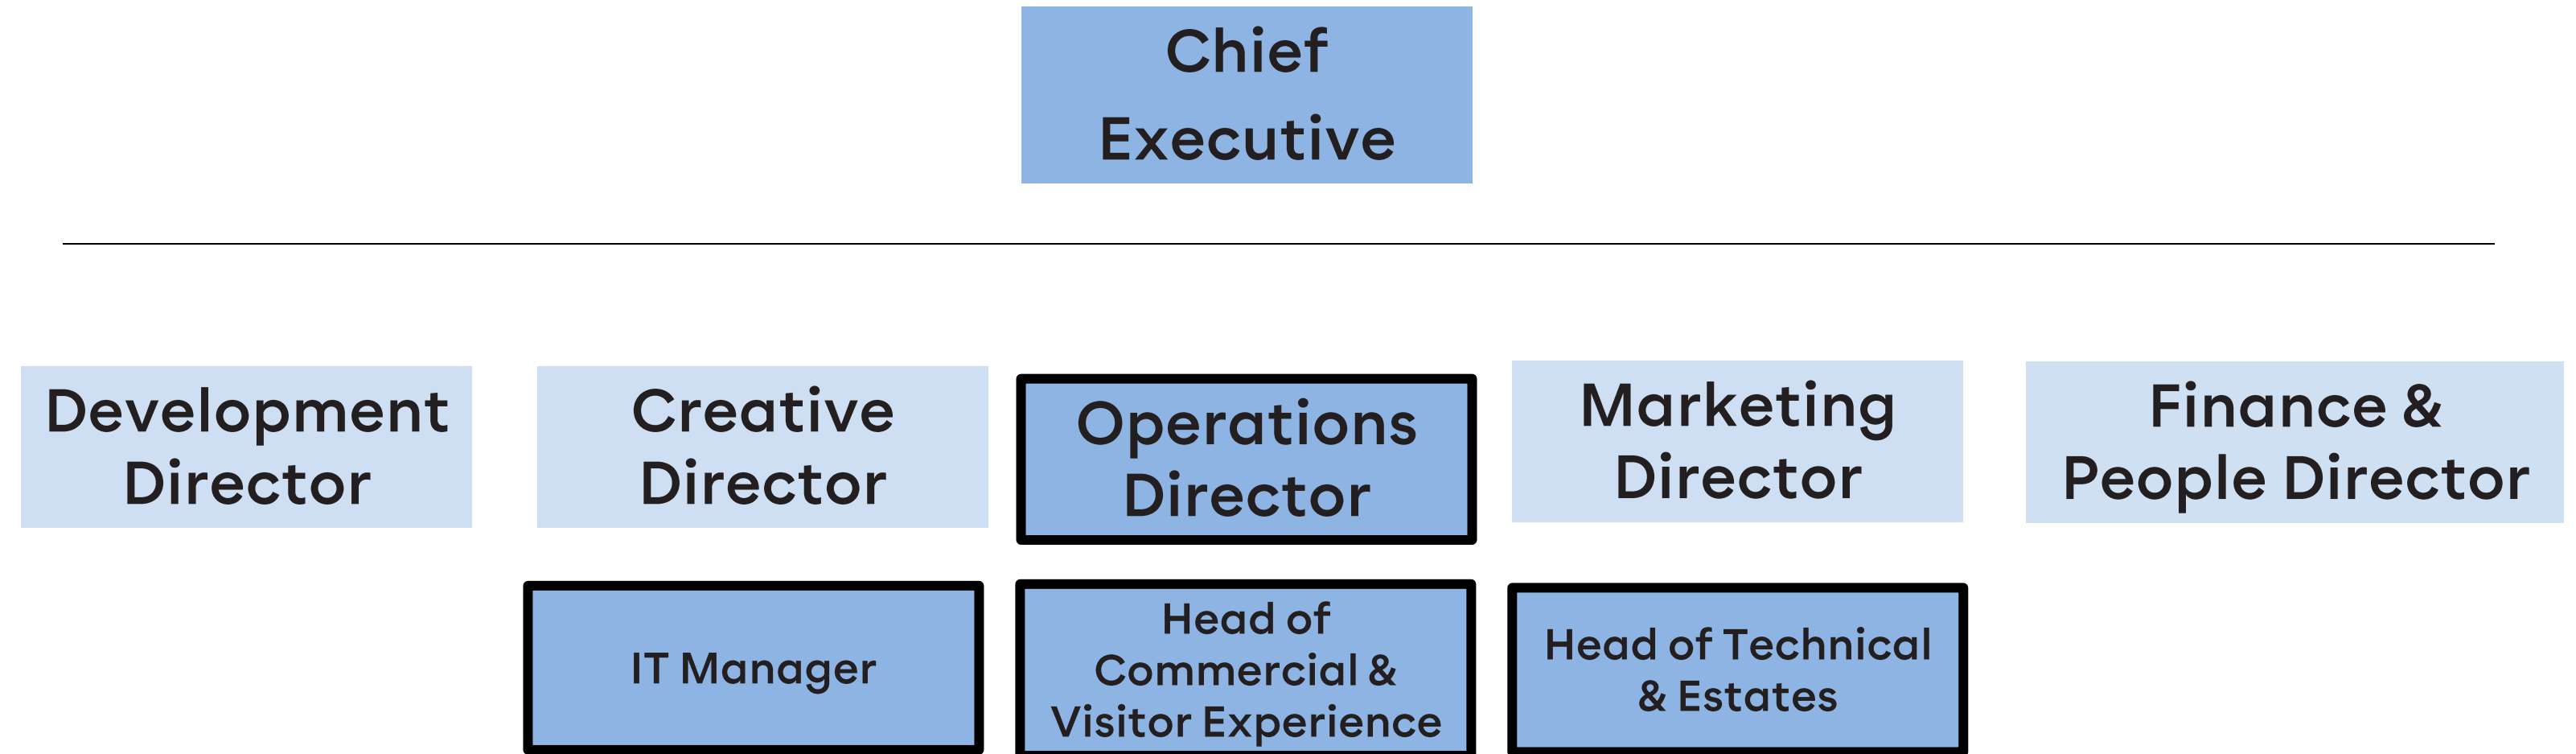 Chief
Executive
Development
Director
Creative
Director
Operations
Director
Marketing
Director
Finance &
People Director
IT Manager
Head of
Commercial &
Visitor Experience
Head of Technical
& Estates